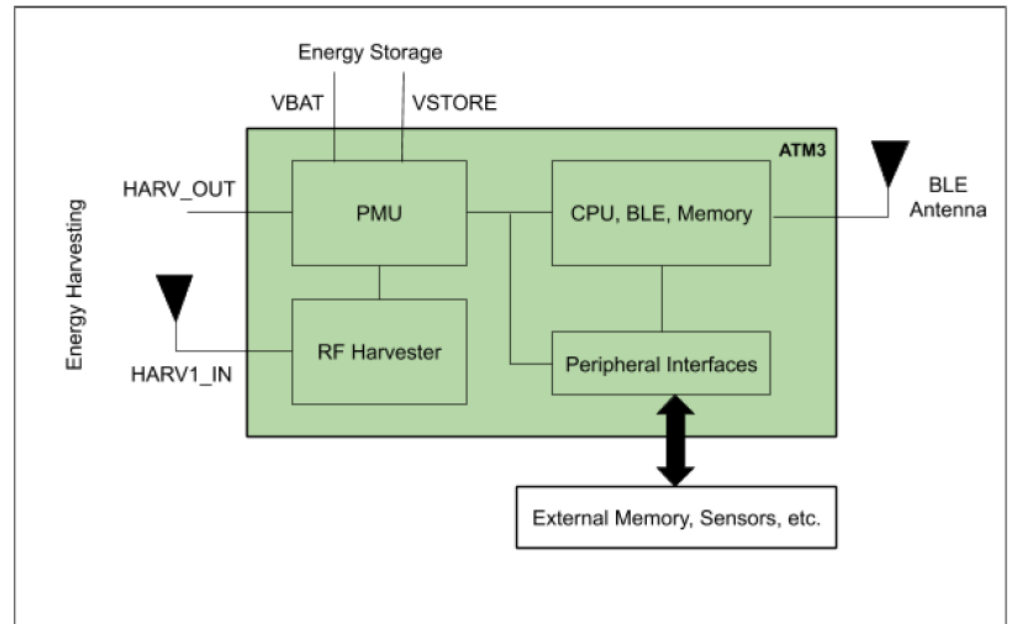 Energy Storage
VBAT
VSTORE
ATM3
HARV_OUT
PMU
CPU, BLE, Memory
BLE
Antenna
Energy Harvesting
RF Harvester
HARV1_IN
Peripheral Interfaces
External Memory, Sensors, etc.